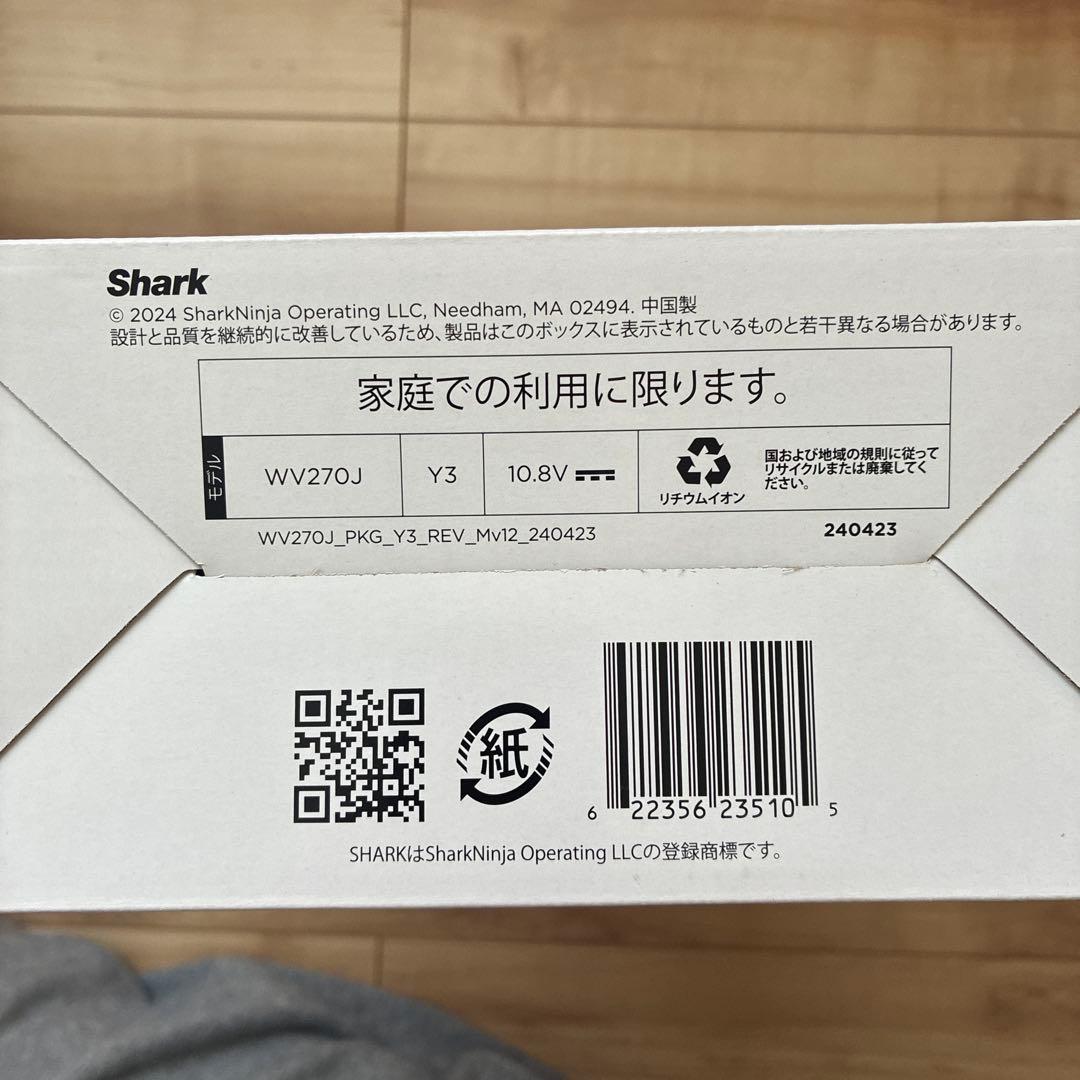 Shark
© 2024 SharkNinja Operating LLC, Needham, MA 02494. 中国製
設計と品質を継続的に改善しているため、製品はこのボックスに表示されているものと若干異なる場合があります。
家庭での利用に限ります。
モデル
WV270J
Y3
10.8V
リチウムイオン
国および地域の規則に従って
リサイクルまたは廃棄してく
ださい。
WV270J_PKG_Y3_REV_Mv12_240423
240423
紙
6 22356 23510 5
SHARKはSharkNinja Operating LLCの登録商標です。